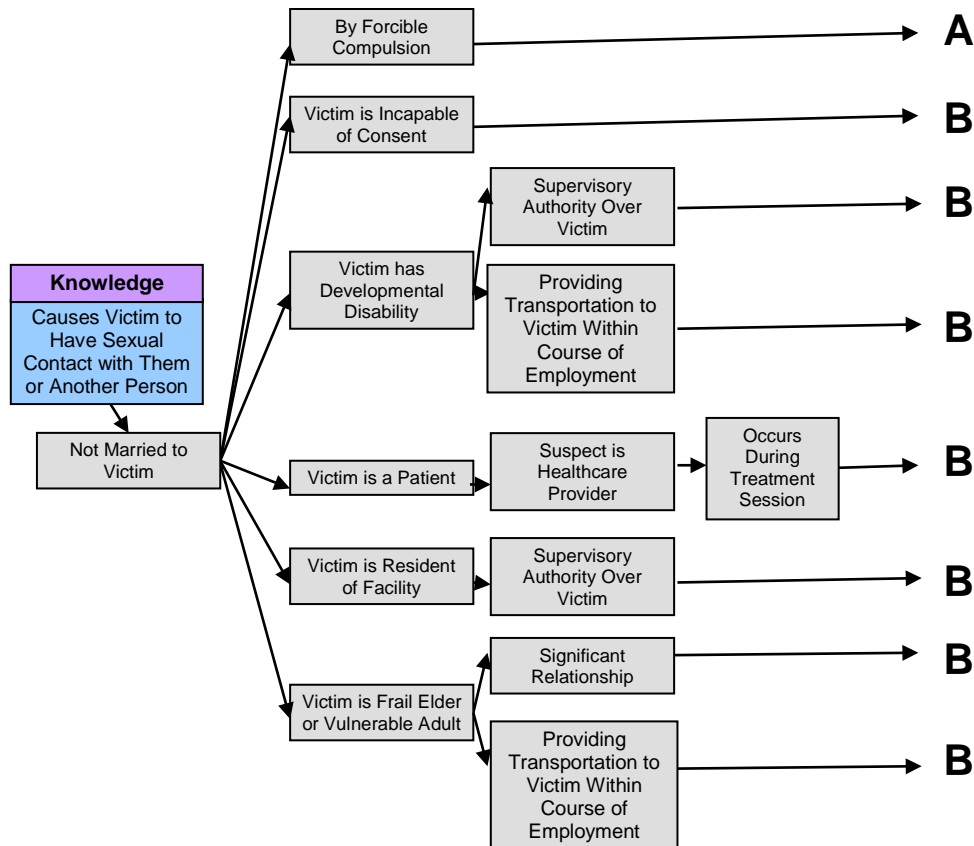 By Forcible
Compulsion
A
Victim is Incapable
of Consent
B
Victim has
Developmental
Disability
Supervisory
Authority Over
Victim
B
Providing
Transportation to
Victim Within
Course of
Employment
B
Knowledge
Causes Victim to
Have Sexual
Contact with Them
or Another Person
Not Married to
Victim
Victim is a Patient
Suspect is
Healthcare
Provider
Occurs
During
Treatment
Session
B
Victim is Resident
of Facility
Supervisory
Authority Over
Victim
B
Victim is Frail Elder
or Vulnerable Adult
Significant
Relationship
B
Providing
Transportation to
Victim Within
Course of
Employment
B